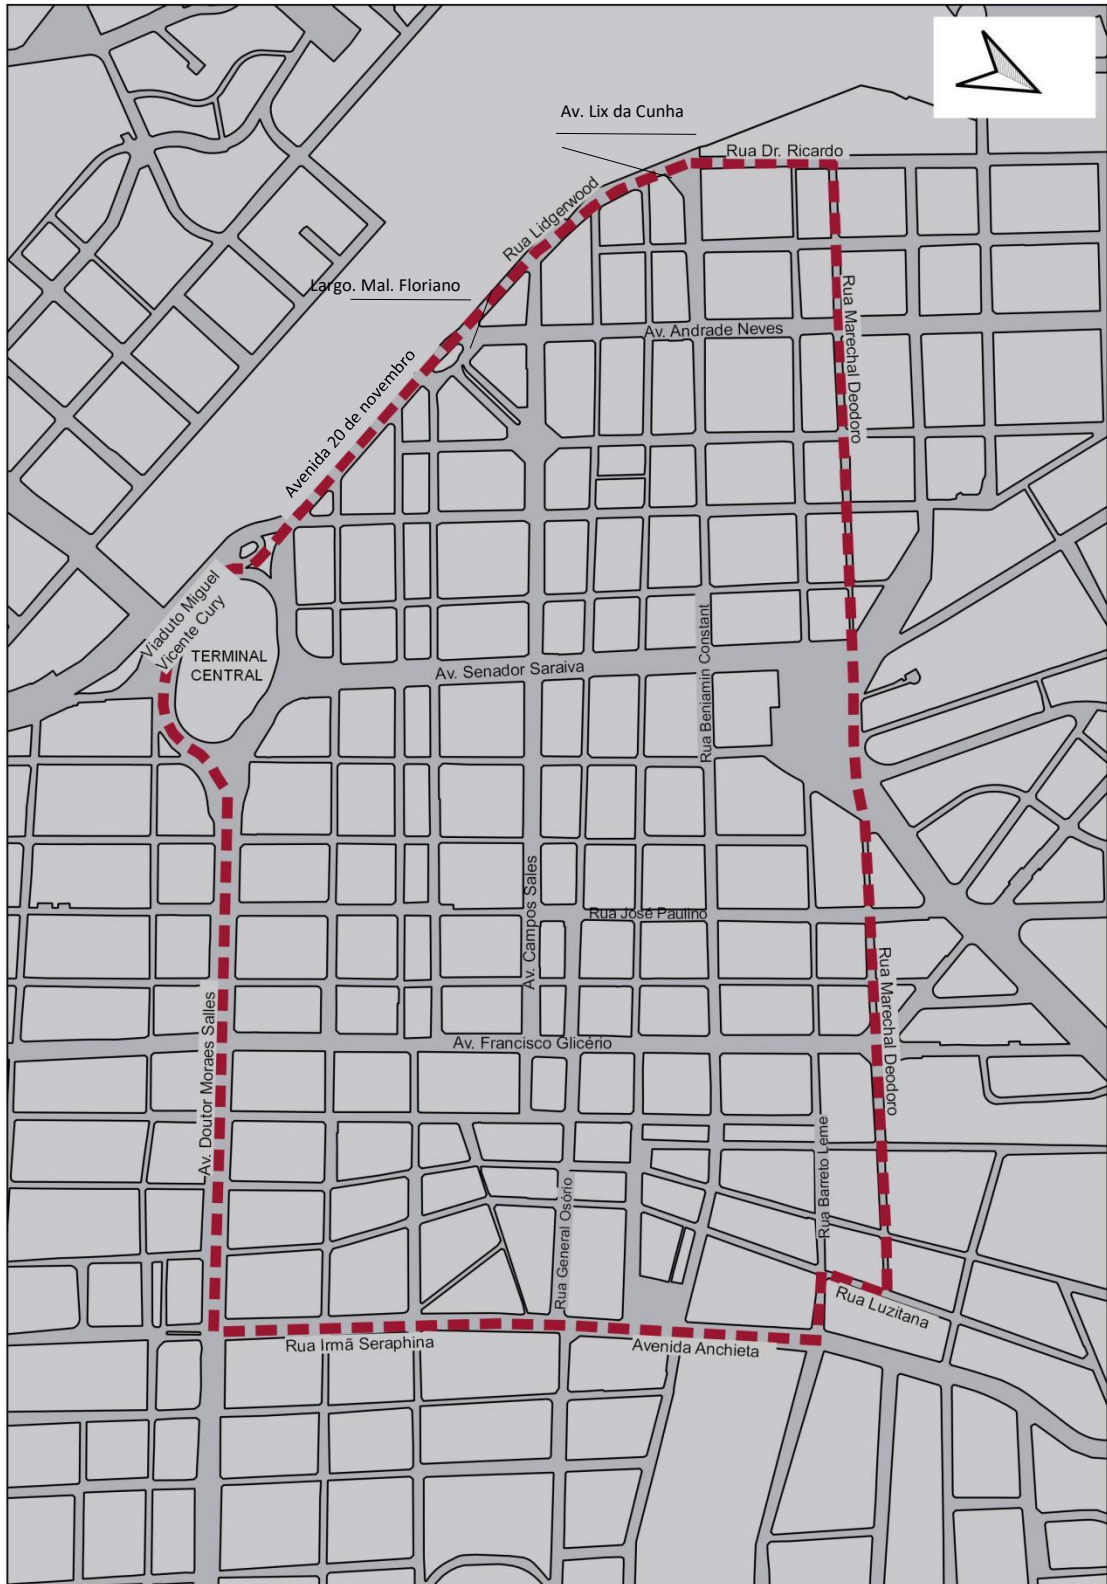 Av. Lix da Cunha
Rua Dr. Ricardo
Rua Lidgerwood
Largo. Mal. Floriano
Rua Marechal Deodoro
Av. Andrade Neves
Avenida 20 de novembro
Viaduto Miguel
Vicente Cury
TERMINAL
CENTRAL
Av. Senador Saraiva
Rua Benjamin Constant
Av. Campos Sales
Rua José Paulino
Rua Marechal Deodoro
Av. Doutor Moraes Salles
Av. Francisco Glicério
Rua Barreto Leme
Rua General Osório
Rua Luzitana
Rua Irmã Seraphina
Avenida Anchieta